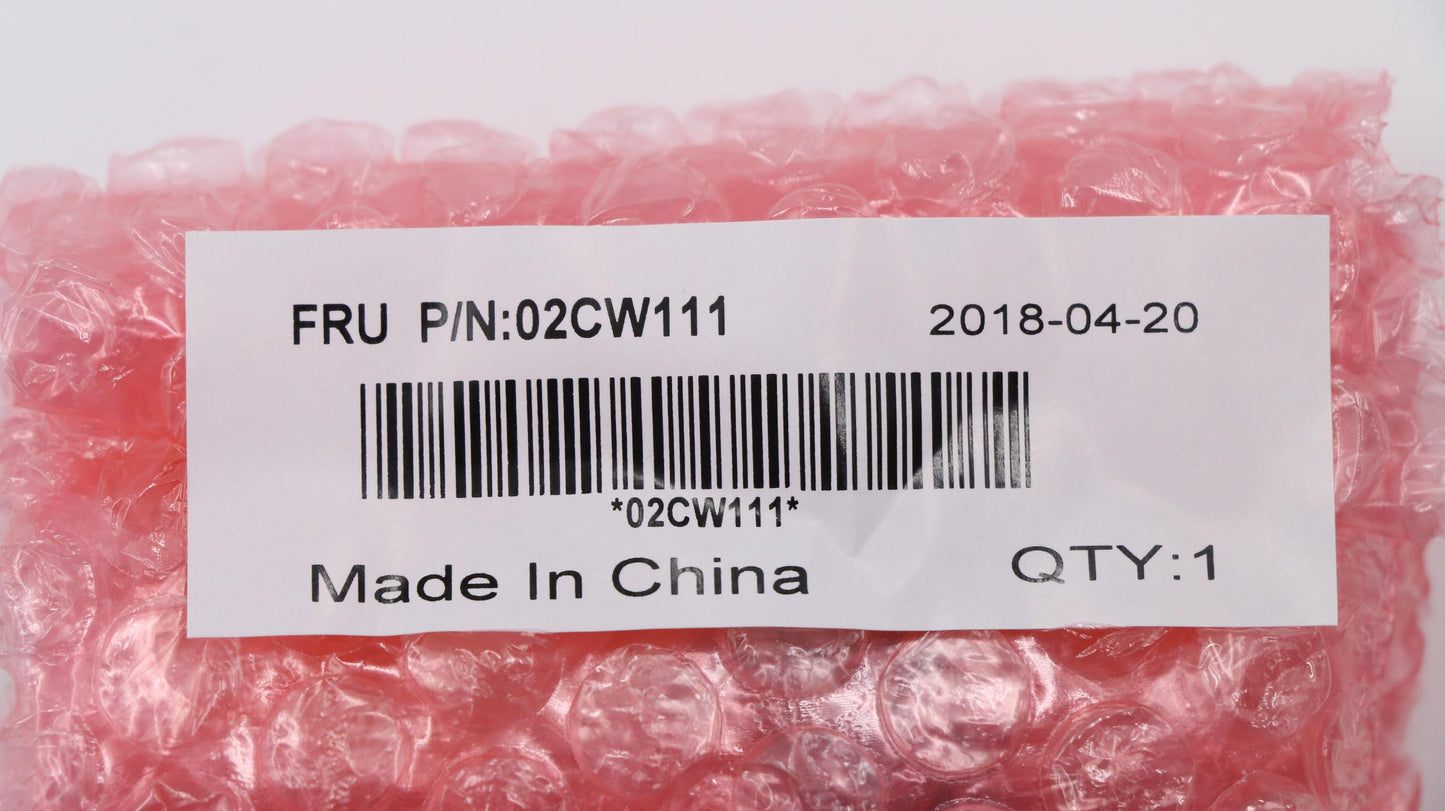 FRU P/N:02CW111 2018-04-20
*02CW111*
Made In China QTY:1